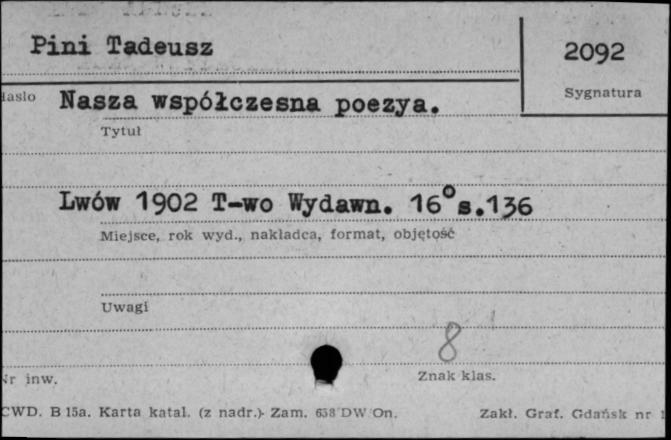 Pini Tadeusz
2092
Sygnatura
Nasza współczesna poezya.
Tytuł
Lwów 1902 T-wo Wydawn. 16° s.136
Miejsce, rok wyd., nakładca, format, objętość
Uwagi
8
Nr inw.
Znak klas.
CWD. B 15a. Karta katal. (z nadr.)- Zam. 658 DW On.
Zakł. Graf. Gdańsk nr